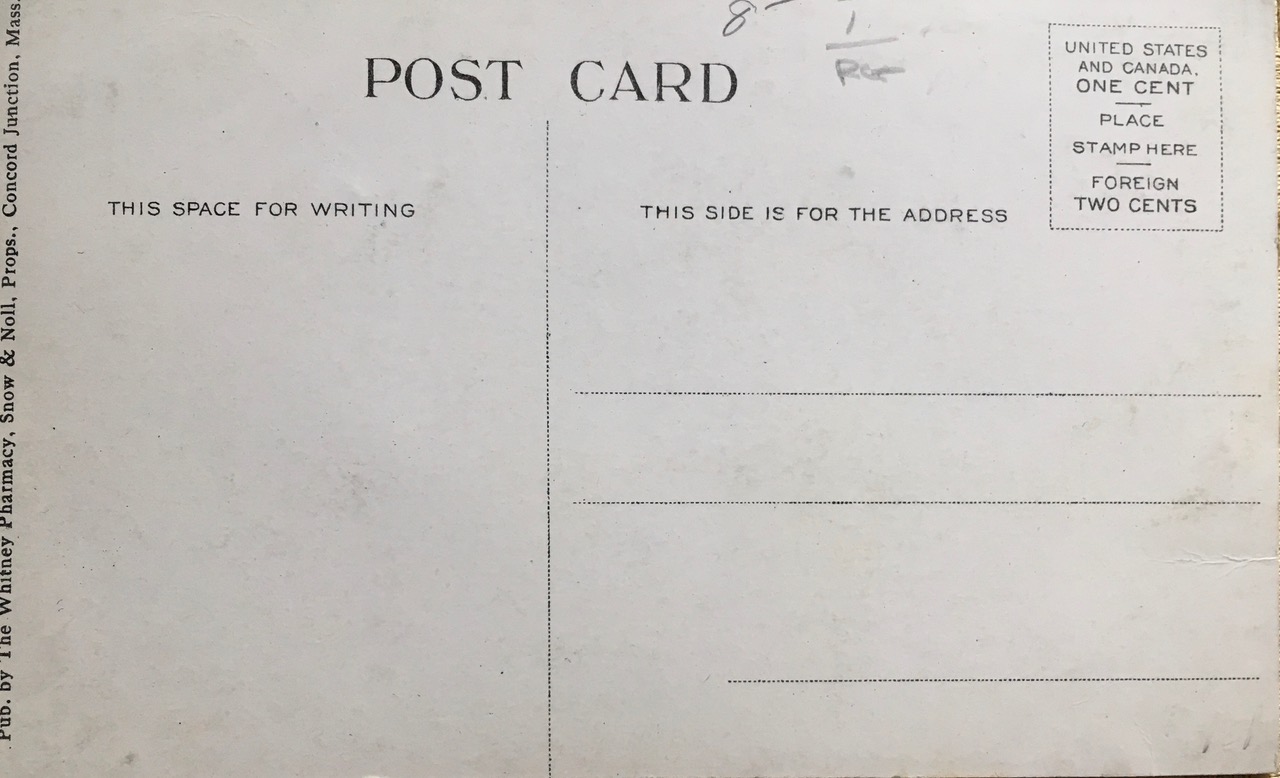 8-
1
POST CARD
UNITED STATES
AND CANADA.
ONE CENT
PLACE
STAMP HERE
FOREIGN
TWO CENTS
THIS SPACE FOR WRITING
THIS SIDE IS FOR THE ADDRESS
Pub. by The Whitney Pharmacy, Snow & Noll, Props., Concord Junction, Mass.